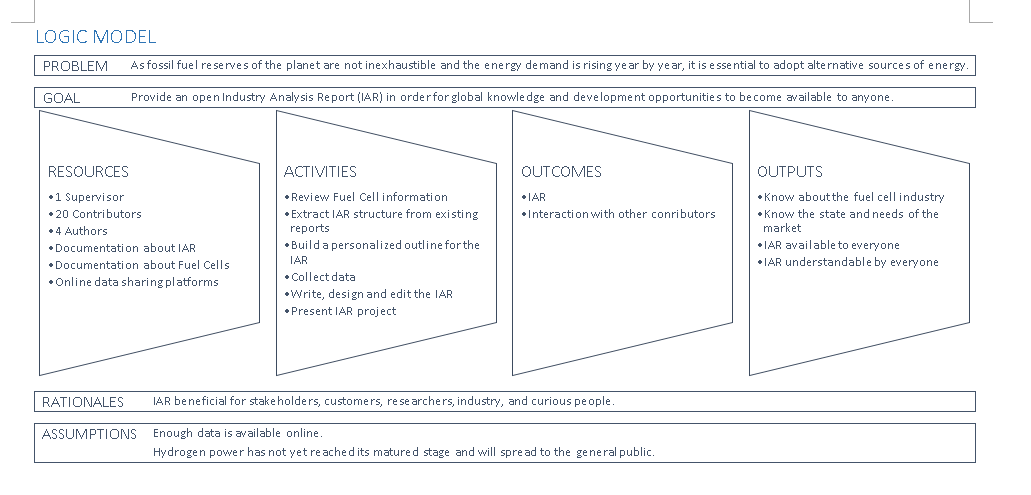 LOGIC MODEL
PROBLEM As fossil fuel reserves of the planet are not inexhaustible and the energy demand is rising year by year, it is essential to adopt alternative sources of energy.
GOAL Provide an open Industry Analysis Report (IAR) in order for global knowledge and development opportunities to become available to anyone.
RESOURCES
•1 Supervisor
•20 Contributors
•4 Authors
•Documentation about IAR
•Documentation about Fuel Cells
•Online data sharing platforms
ACTIVITIES
•Review Fuel Cell information
•Extract IAR structure from existing
reports
•Build a personalized outline for the
IAR
•Collect data
•Write, design and edit the IAR
•Present IAR project
OUTCOMES
•IAR
•Interaction with other conributors
OUTPUTS
•Know about the fuel cell industry
•Know the state and needs of the
market
•IAR available to everyone
•IAR understandable by everyone
RATIONALES IAR beneficial for stakeholders, customers, researchers, industry, and curious people.
ASSUMPTIONS Enough data is available online.
Hydrogen power has not yet reached its matured stage and will spread to the general public.